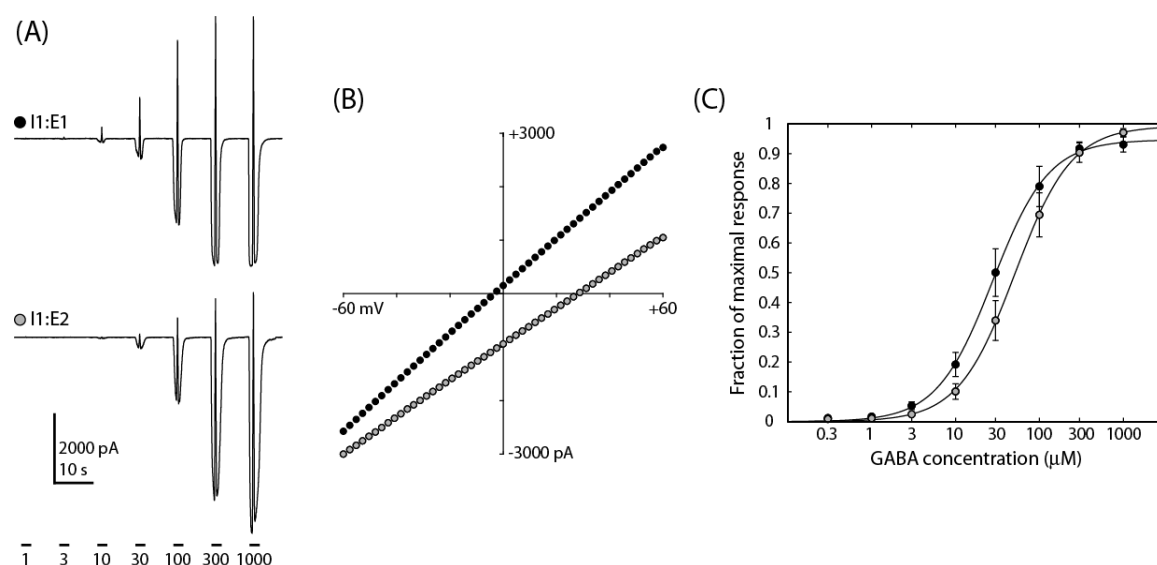 (A)
I1:E1
I1:E2
2000 pA
10 s
1 3 10 30 100 300 1000
(B)
+3000
-60 mV
+60
-3000 pA
(C)
Fraction of maximal response
1
0.9
0.8
0.7
0.6
0.5
0.4
0.3
0.2
0.1
0
0.3 1 3 10 30 100 300 1000
GABA concentration (μM)